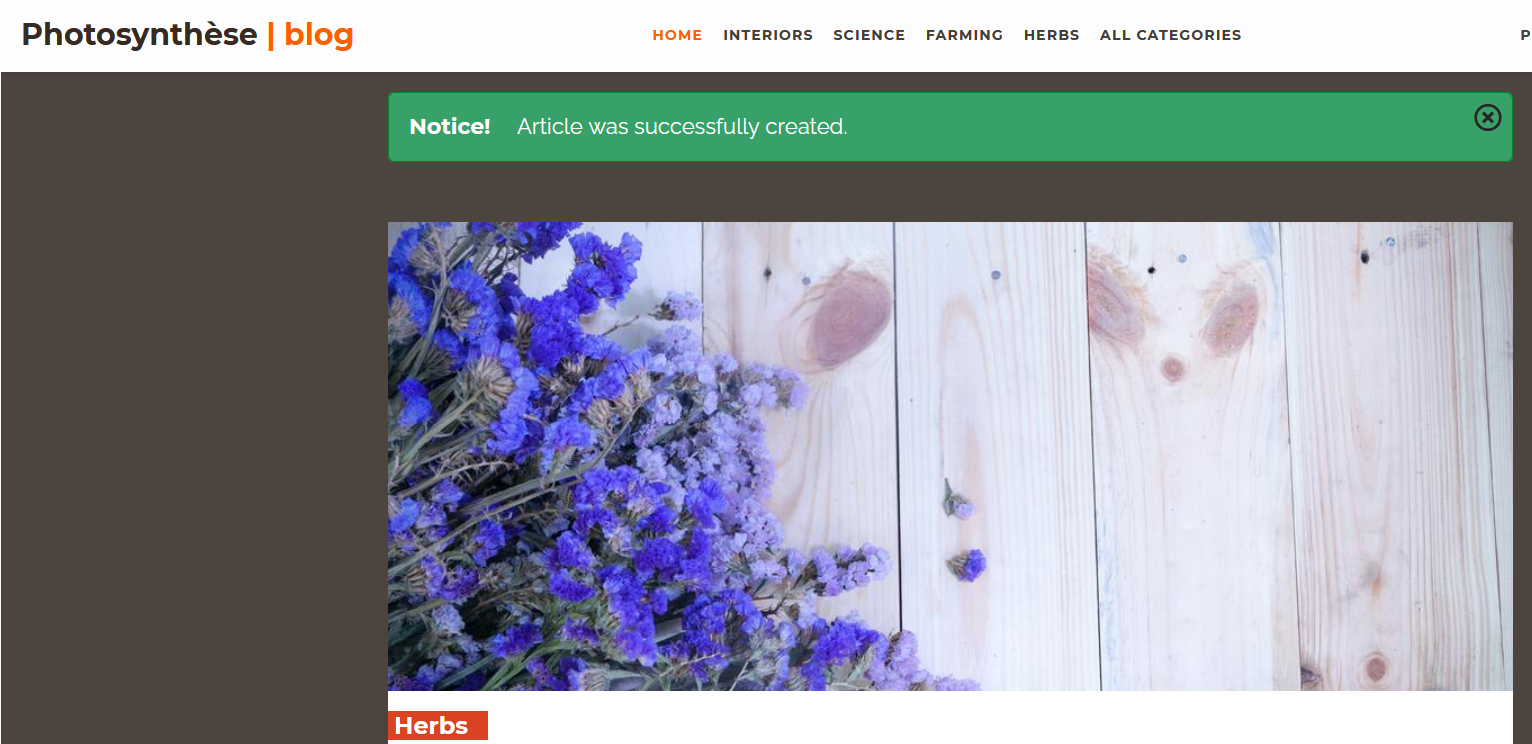 Photosynthèse | blog
HOME INTERIORS SCIENCE FARMING HERBS ALL CATEGORIES P
Notice! Article was successfully created.
Herbs